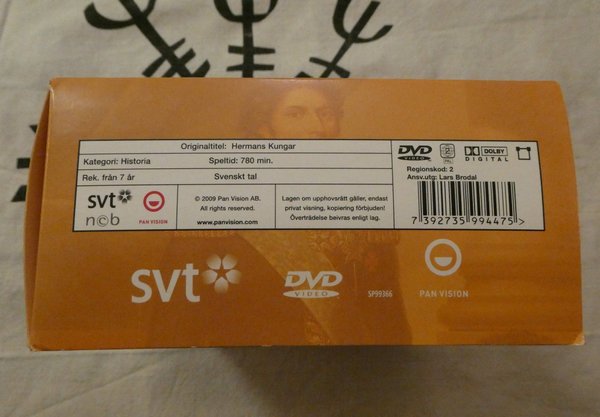 Originaltitel: Hermans Kungar
Kategori: Historia
Speltid: 780 min.
Rek. från 7 år
Svenskt tal
svt
n©b
PAN VISION
© 2009 Pan Vision AB.
All rights reserved.
www.panvision.com
Lagen om upphovsrätt gäller, endast
privat visning, kopiering förbjuden!
Överträdelse beivras enligt lag.
DVD
VIDEO
2
PAL
DOLBY
DIGITAL
Regionskod: 2
Ansv.utg: Lars Brodal
7 392735 994475 >
svt
DVD
VIDEO
SP99366
PAN VISION